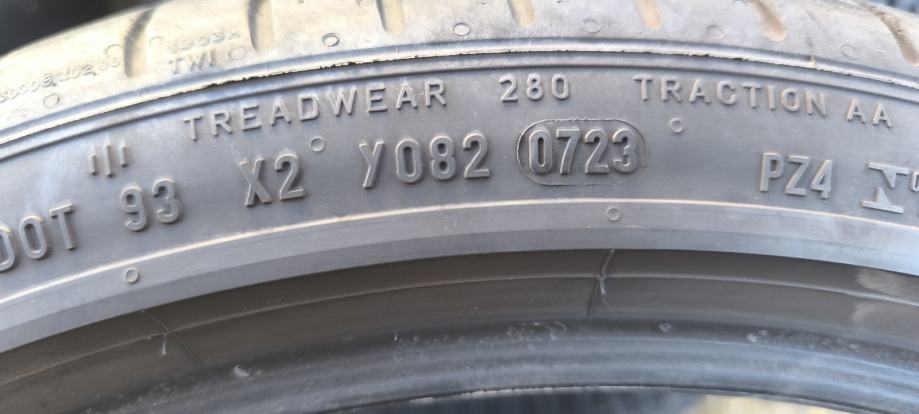 TWI
TREADWEAR 280 TRACTION AA
DOT 93 X2 Y082 0723 PZ4